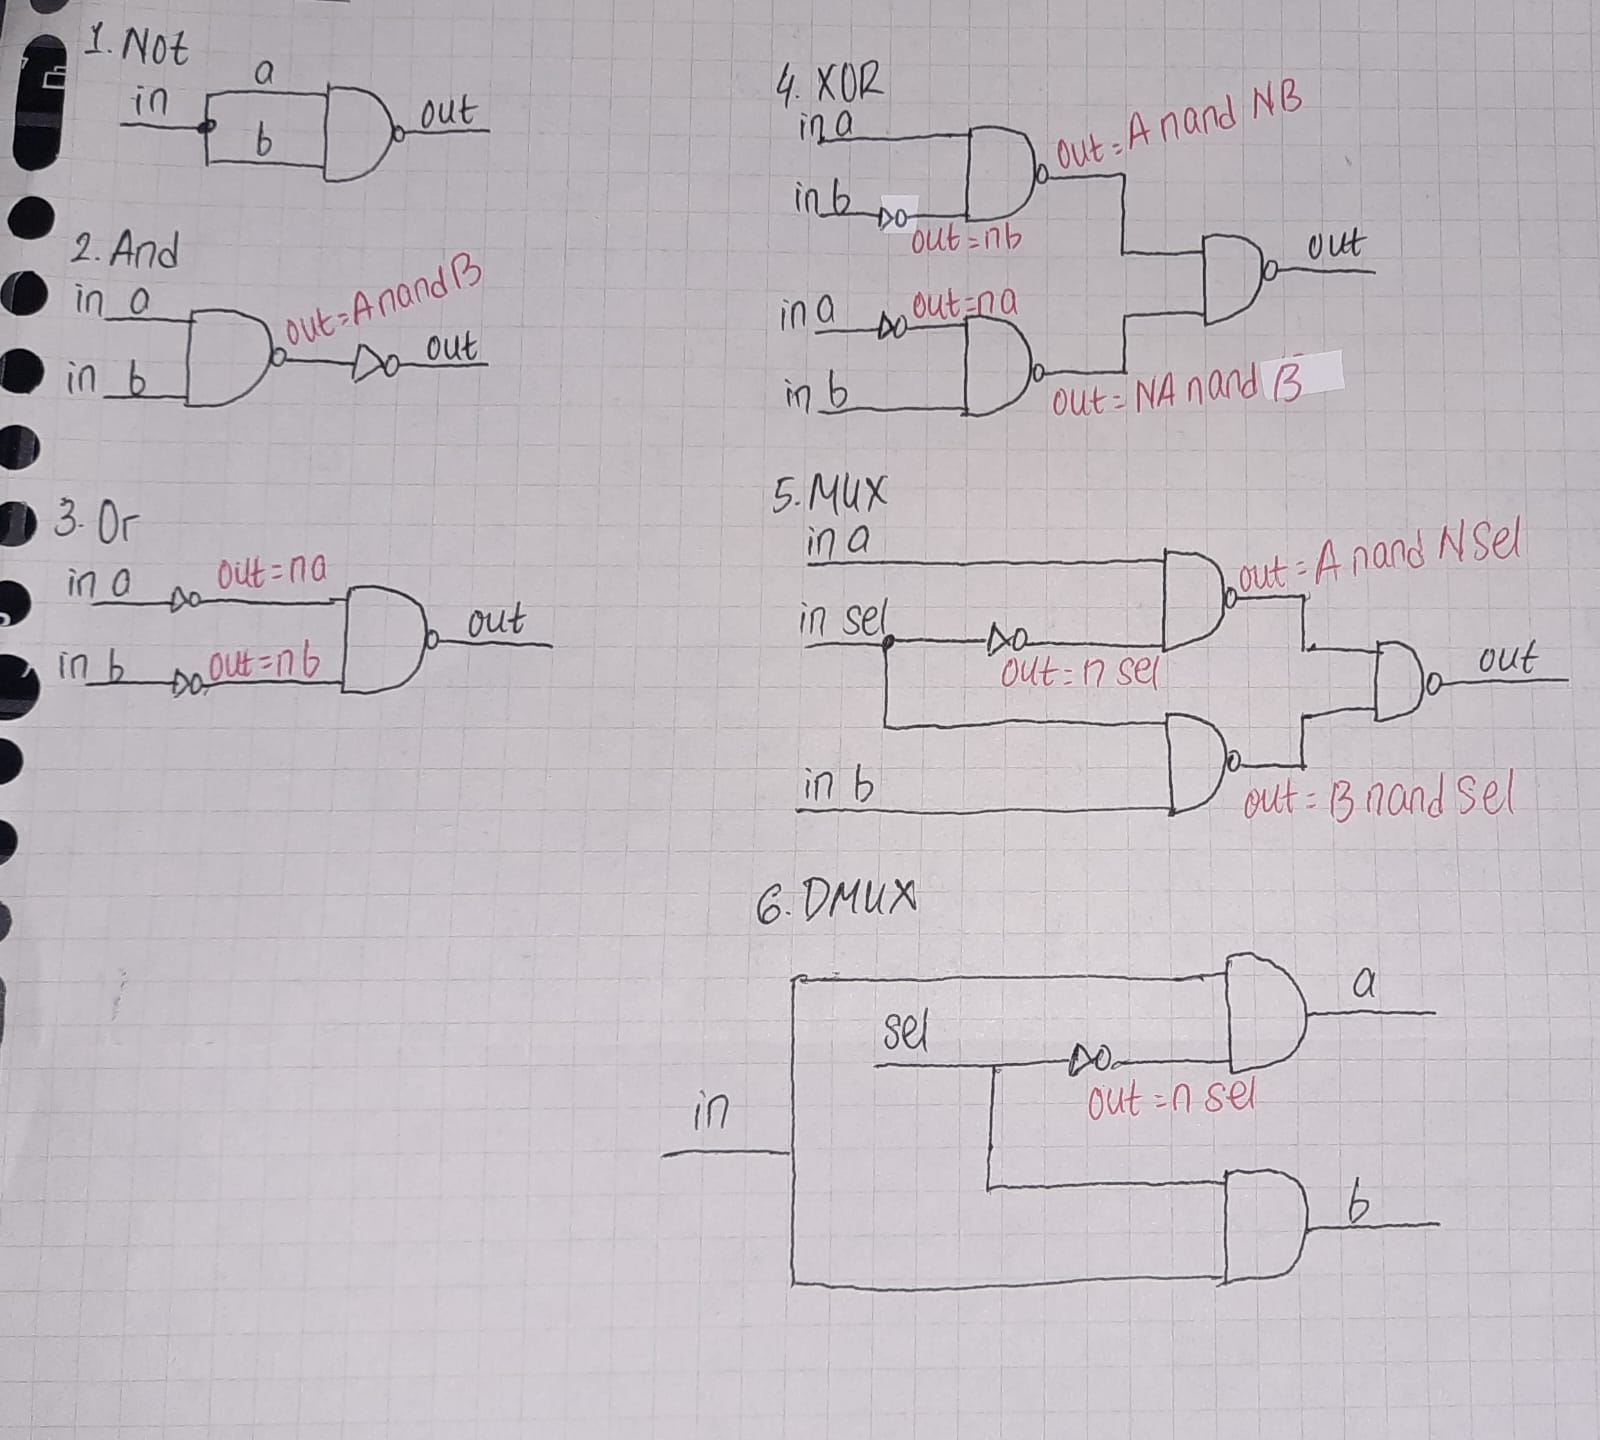 1. Not
a
in
b
out
2. And
in a
out = A nand B
in b
out
3. Or
in a
out = na
in b
out = nb
out
4. XOR
in a
out = A nand NB
in b
out = nb
in a
out = na
in b
out = NA nand B
out
5. MUX
in a
out = A nand N Sel
in sel
out = n sel
out
in b
out = B nand Sel
6. DMUX
a
sel
out = n sel
in
b